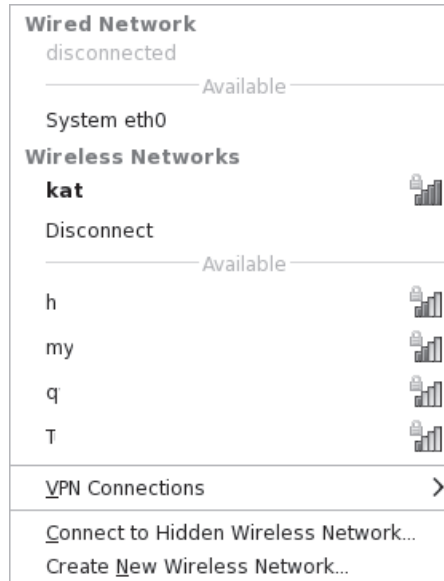 Wired Network
disconnected
Available
System eth0
Wireless Networks
kat
Disconnect
Available
h
my
q
T
VPN Connections
Connect to Hidden Wireless Network...
Create New Wireless Network...